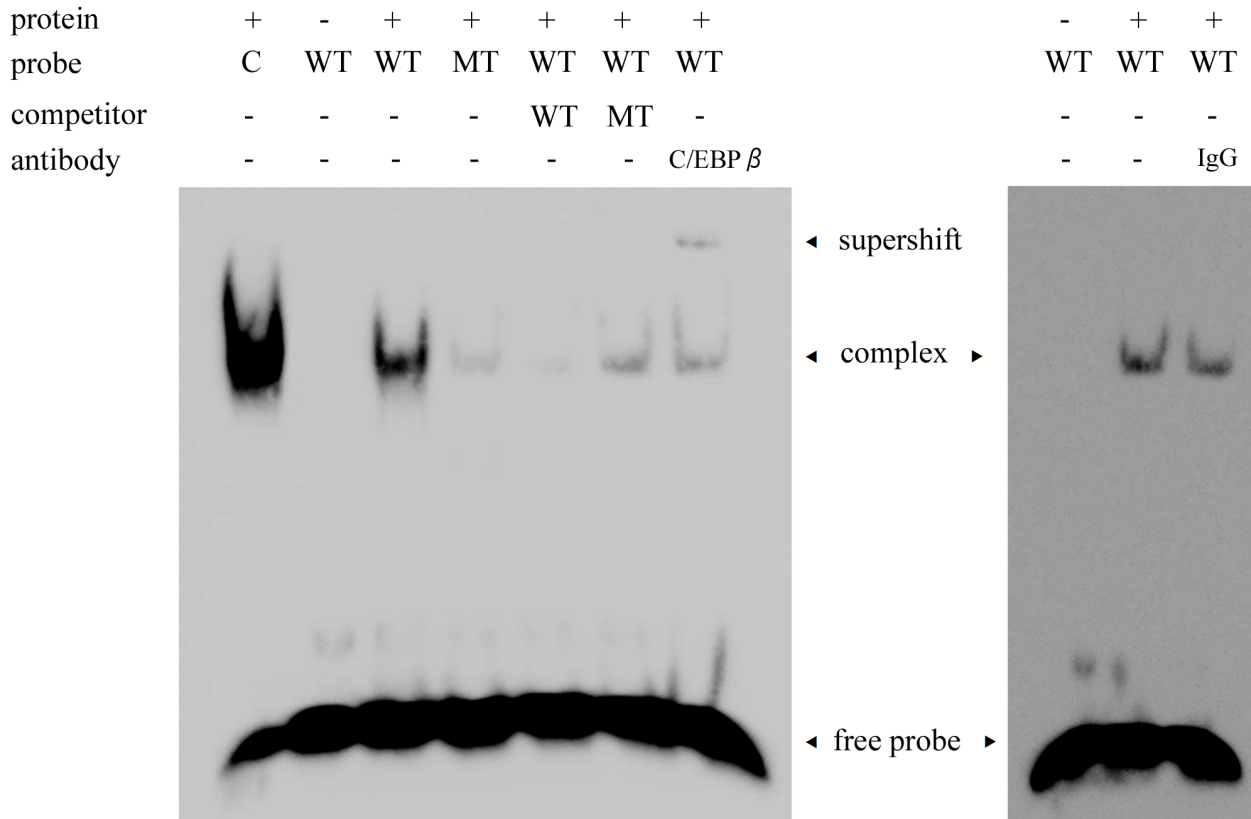 protein + - + + + + + - + +
probe C WT WT MT WT WT WT WT WT WT
competitor - - - - WT MT - - - -
antibody - - - - - - C/EBP β - - IgG
◄ supershift
◄ complex ►
◄ free probe ►